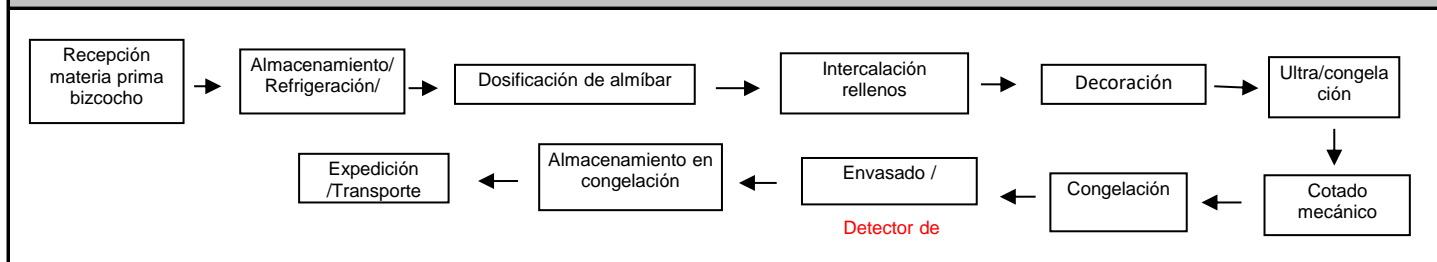 Recepción
materia prima
bizcocho
Almacenamiento/
Refrigeración/
Dosificación de almíbar
Intercalación
rellenos
Decoración
Ultra/congela
ción
Cotado
mecánico
Congelación
Envasado /
Detector de
Almacenamiento en
congelación
Expedición
/Transporte